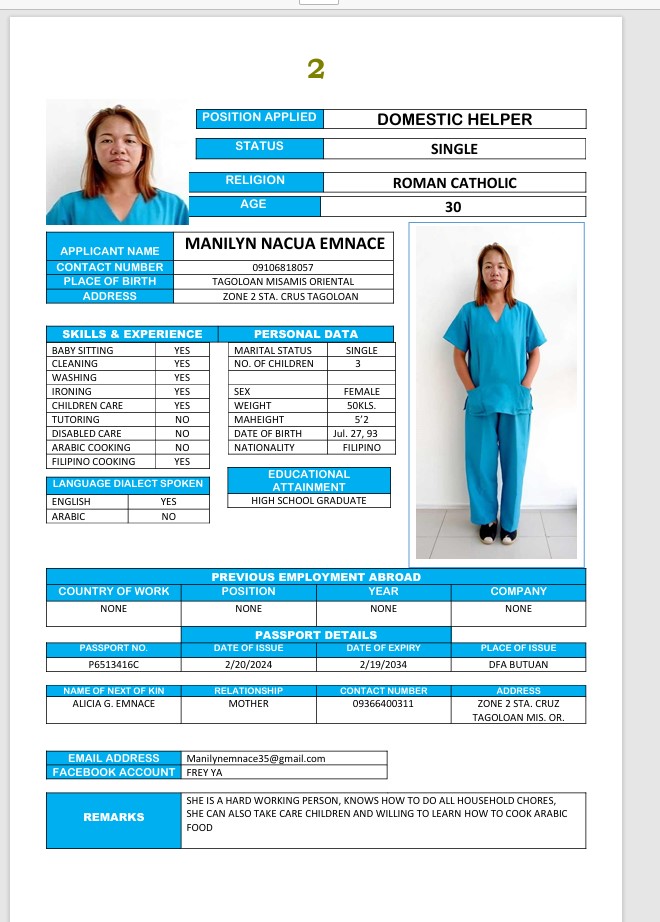 2
POSITION APPLIED DOMESTIC HELPER
STATUS SINGLE
RELIGION ROMAN CATHOLIC
AGE 30
APPLICANT NAME MANILYN NACUA EMNACE
CONTACT NUMBER 09106818057
PLACE OF BIRTH TAGOLOAN MISAMIS ORIENTAL
ADDRESS ZONE 2 STA. CRUS TAGOLOAN
SKILLS & EXPERIENCE
BABY SITTING YES
CLEANING YES
WASHING YES
IRONING YES
CHILDREN CARE YES
TUTORING NO
DISABLED CARE NO
ARABIC COOKING NO
FILIPINO COOKING YES
LANGUAGE DIALECT SPOKEN
ENGLISH YES
ARABIC NO
PERSONAL DATA
MARITAL STATUS SINGLE
NO. OF CHILDREN 3
SEX FEMALE
WEIGHT 50KLS.
MAHEIGHT 5'2
DATE OF BIRTH Jul. 27, 93
NATIONALITY FILIPINO
EDUCATIONAL
ATTAINMENT
HIGH SCHOOL GRADUATE
PREVIOUS EMPLOYMENT ABROAD
COUNTRY OF WORK POSITION YEAR COMPANY
NONE NONE NONE NONE
PASSPORT DETAILS
PASSPORT NO. DATE OF ISSUE DATE OF EXPIRY PLACE OF ISSUE
P6513416C 2/20/2024 2/19/2034 DFA BUTUAN
NAME OF NEXT OF KIN RELATIONSHIP CONTACT NUMBER ADDRESS
ALICIA G. EMNACE MOTHER 09366400311 ZONE 2 STA. CRUZ
TAGOLOAN MIS. OR.
EMAIL ADDRESS Manilynemnace35@gmail.com
FACEBOOK ACCOUNT FREY YA
REMARKS
SHE IS A HARD WORKING PERSON, KNOWS HOW TO DO ALL HOUSEHOLD CHORES,
SHE CAN ALSO TAKE CARE CHILDREN AND WILLING TO LEARN HOW TO COOK ARABIC
FOOD